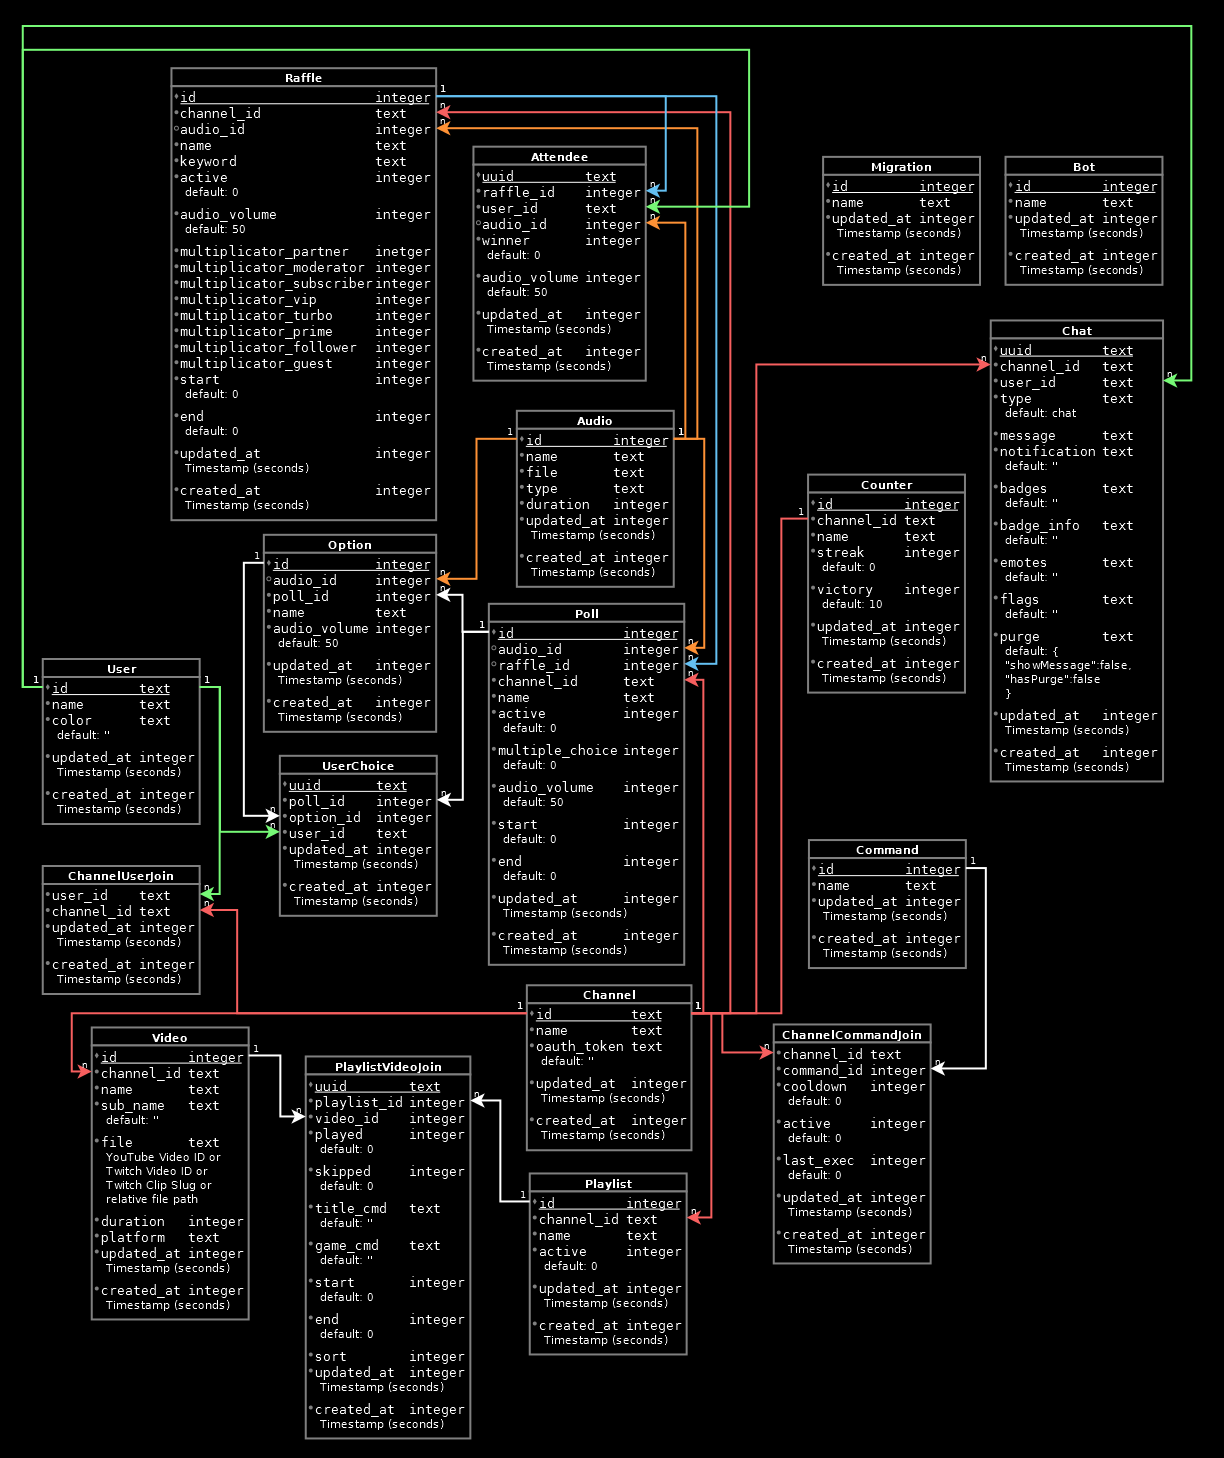 Raffle
1
id integer
n
channel_id text
n
audio_id integer
name text
keyword text
active integer
default: 0
audio_volume integer
default: 50
multiplicator_partner inetger
multiplicator_moderator integer
multiplicator_subscriber integer
multiplicator_vip integer
multiplicator_turbo integer
multiplicator_prime integer
multiplicator_follower integer
multiplicator_guest integer
start integer
default: 0
end integer
default: 0
updated_at integer
Timestamp (seconds)
created_at integer
Timestamp (seconds)
Attendee
uuid text
n
raffle_id integer
n
user_id text
n
audio_id integer
winner integer
default: 0
audio_volume integer
default: 50
updated_at integer
Timestamp (seconds)
created_at integer
Timestamp (seconds)
Migration
id integer
name text
updated_at integer
Timestamp (seconds)
created_at integer
Timestamp (seconds)
Bot
id integer
name text
updated_at integer
Timestamp (seconds)
created_at integer
Timestamp (seconds)
Chat
uuid text
n
channel_id text
n
user_id text
type text
default: chat
message text
notification text
default: ''
badges text
default: ''
badge_info text
default: ''
emotes text
default: ''
flags text
default: ''
purge text
default: {
"showMessage":false,
"hasPurge":false
}
updated_at integer
Timestamp (seconds)
created_at integer
Timestamp (seconds)
Audio
1 1
id integer
name text
file text
type text
duration integer
updated_at integer
Timestamp (seconds)
created_at integer
Timestamp (seconds)
Counter
1
id integer
channel_id text
name text
streak integer
default: 0
victory integer
default: 10
updated_at integer
Timestamp (seconds)
created_at integer
Timestamp (seconds)
Option
1
id integer
n
audio_id integer
n
poll_id integer
name text
audio_volume integer
default: 50
updated_at integer
Timestamp (seconds)
created_at integer
Timestamp (seconds)
Poll
1
id integer
n
audio_id integer
n
raffle_id integer
n
channel_id text
name text
active integer
default: 0
multiple_choice integer
default: 0
audio_volume integer
default: 50
start integer
default: 0
end integer
default: 0
updated_at integer
Timestamp (seconds)
created_at integer
Timestamp (seconds)
User
1 1
id text
name text
color text
default: ''
updated_at integer
Timestamp (seconds)
created_at integer
Timestamp (seconds)
UserChoice
uuid text
n
poll_id integer
n
option_id integer
n
user_id text
updated_at integer
Timestamp (seconds)
created_at integer
Timestamp (seconds)
ChannelUserJoin
n
user_id text
n
channel_id text
updated_at integer
Timestamp (seconds)
created_at integer
Timestamp (seconds)
Command
1
id integer
name text
updated_at integer
Timestamp (seconds)
created_at integer
Timestamp (seconds)
Channel
1 1
id text
name text
oauth_token text
default: ''
updated_at integer
Timestamp (seconds)
created_at integer
Timestamp (seconds)
ChannelCommandJoin
n
channel_id text
n
command_id integer
cooldown integer
default: 0
active integer
default: 0
last_exec integer
default: 0
updated_at integer
Timestamp (seconds)
created_at integer
Timestamp (seconds)
Video
1
id integer
n
channel_id text
name text
sub_name text
default: ''
file text
YouTube Video ID or
Twitch Video ID or
Twitch Clip Slug or
relative file path
duration integer
platform text
updated_at integer
Timestamp (seconds)
created_at integer
Timestamp (seconds)
PlaylistVideoJoin
uuid text
n
playlist_id integer
n
video_id integer
played integer
default: 0
skipped integer
default: 0
title_cmd text
default: ''
game_cmd text
default: ''
start integer
default: 0
end integer
default: 0
sort integer
updated_at integer
Timestamp (seconds)
created_at integer
Timestamp (seconds)
Playlist
1
id integer
n
channel_id text
name text
active integer
default: 0
updated_at integer
Timestamp (seconds)
created_at integer
Timestamp (seconds)